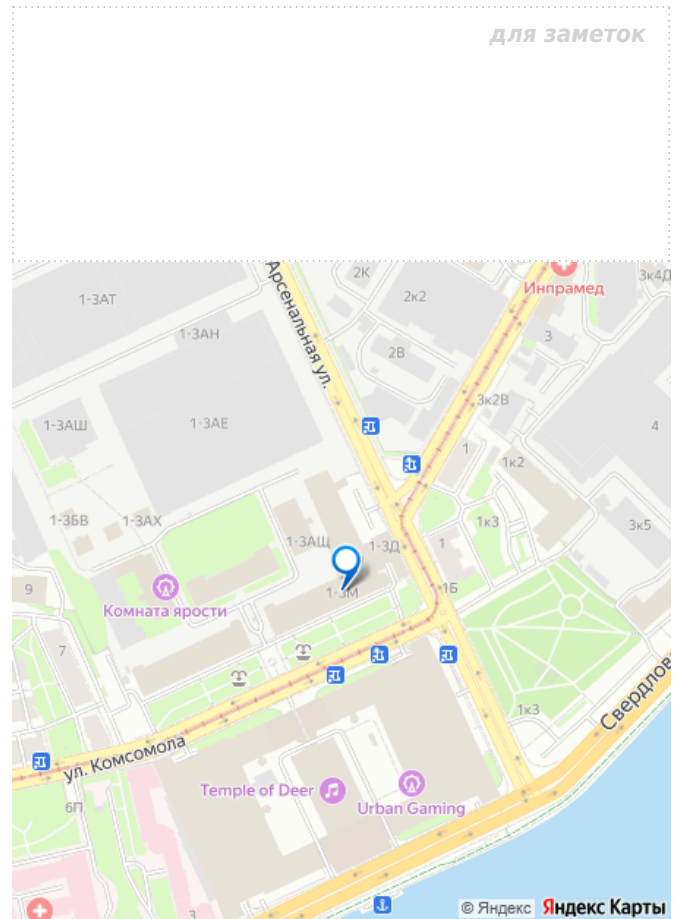 для заметок
Инпрамед
3к4Д
2К
2к2
1-3АТ
Арсенальная ул.
1-3АН
3
2В
3к2В
1-3АШ
1-3АЕ
4
1
1к2
1-3БВ
1-3АХ
1к3
3к5
1-3АЩ
1-3Д
1
9
1-3М
1Б
Комната ярости
7
1к3
Свердлов
ул. Комсомола
Temple of Deer
Urban Gaming
6П
3
© Яндекс Яндекс Карты